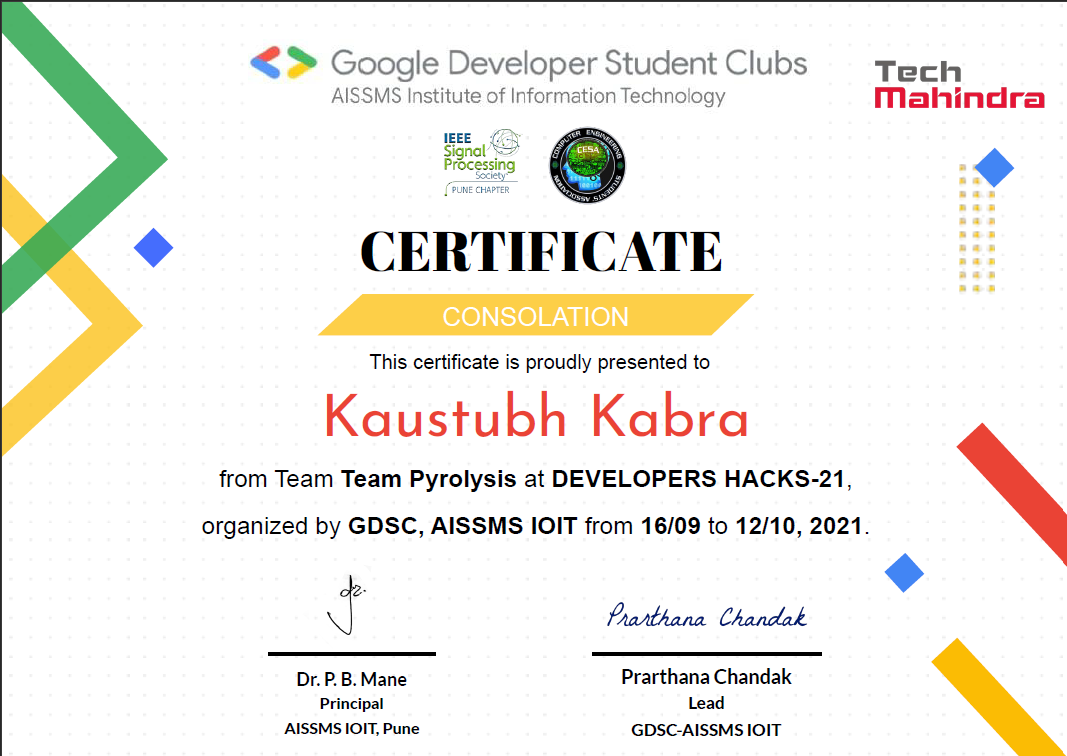 Google Developer Student Clubs
AISSMS Institute of Information Technology
Tech
Mahindra
IEEE
Signal
Processing
Society
PUNE CHAPTER
COMPUTER ENGINEERING
CESA
STUDENTS' ASSOCIATION
CERTIFICATE
CONSOLATION
This certificate is proudly presented to
Kaustubh Kabra
from Team Team Pyrolysis at DEVELOPERS HACKS-21,
organized by GDSC, AISSMS IOIT from 16/09 to 12/10, 2021.
Prarthana Chandak
Dr. P. B. Mane
Principal
AISSMS IOIT, Pune
Prarthana Chandak
Lead
GDSC-AISSMS IOIT